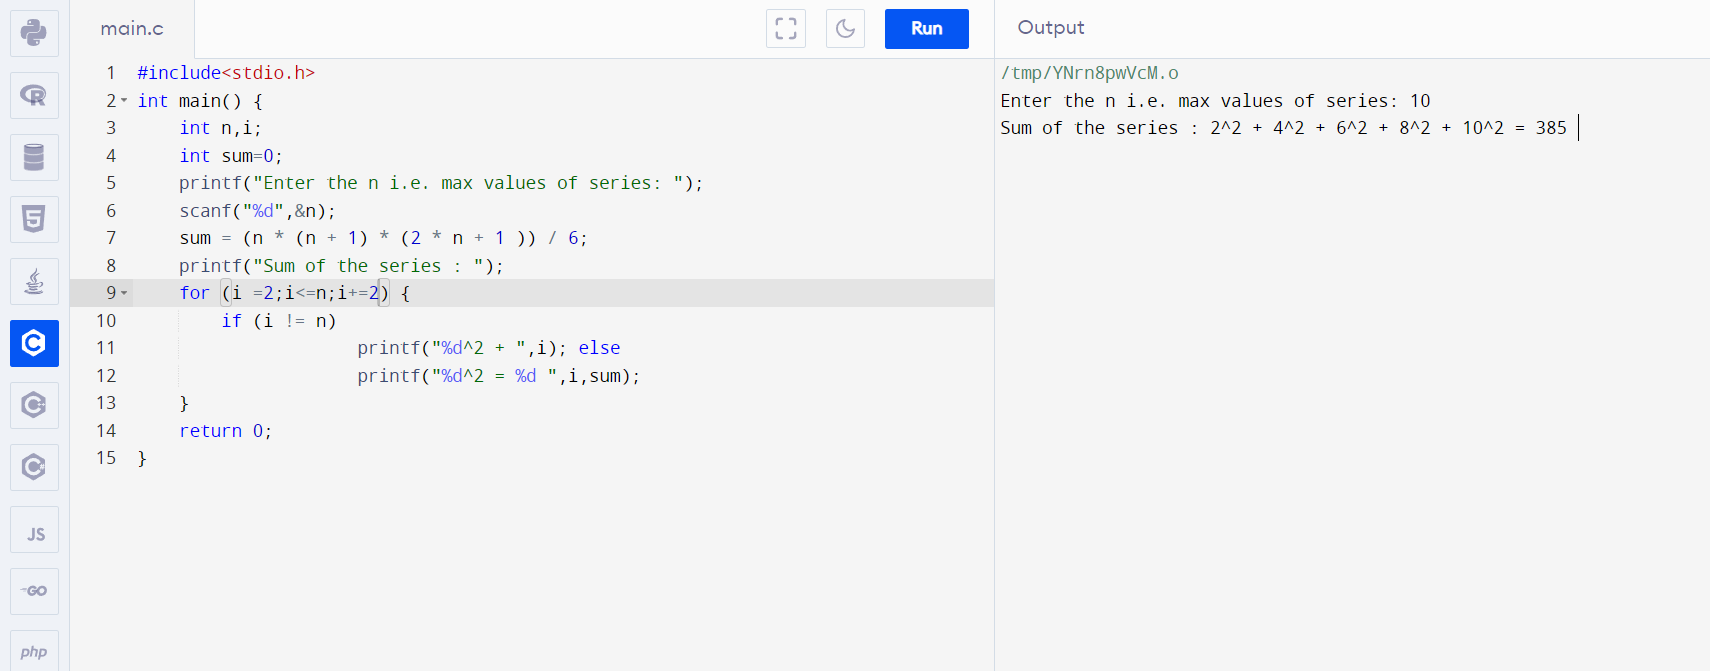 main.c
Run
Output
1 #include<stdio.h>
2 int main() {
3     int n,i;
4     int sum=0;
5     printf("Enter the n i.e. max values of series: ");
6     scanf("%d",&n);
7     sum = (n * (n + 1) * (2 * n + 1 )) / 6;
8     printf("Sum of the series : ");
9     for (i =2;i<=n;i+=2) {
10         if (i != n)
11                      printf("%d^2 + ",i); else
12                      printf("%d^2 = %d ",i,sum);
13     }
14     return 0;
15 }
/tmp/YNrn8pwVcM.o
Enter the n i.e. max values of series: 10
Sum of the series : 2^2 + 4^2 + 6^2 + 8^2 + 10^2 = 385
R
5
C
C
C
JS
GO
php